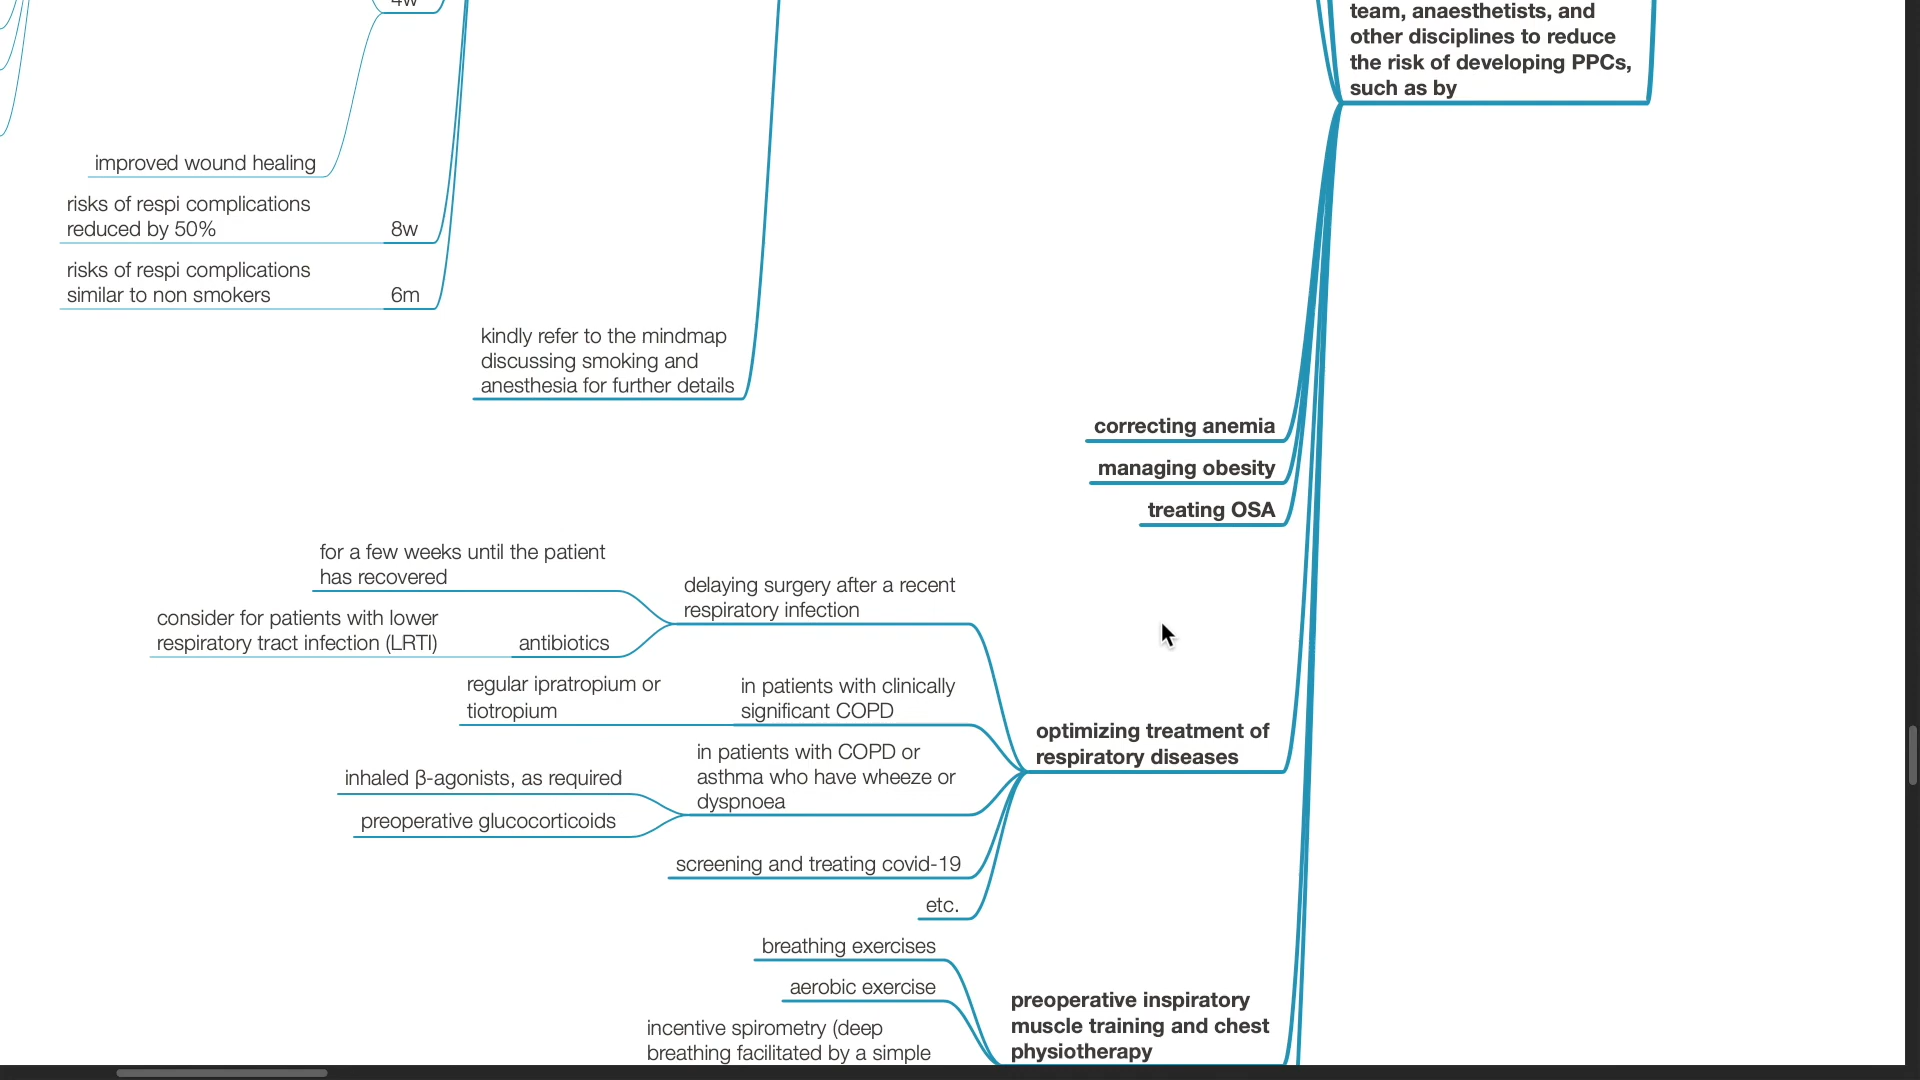 4w
team, anaesthetists, and
other disciplines to reduce
the risk of developing PPCs,
such as by
improved wound healing
risks of respi complications
reduced by 50%
8w
risks of respi complications
similar to non smokers
6m
kindly refer to the mindmap
discussing smoking and
anesthesia for further details
correcting anemia
managing obesity
treating OSA
for a few weeks until the patient
has recovered
delaying surgery after a recent
respiratory infection
consider for patients with lower
respiratory tract infection (LRTI)
antibiotics
regular ipratropium or
tiotropium
in patients with clinically
significant COPD
optimizing treatment of
respiratory diseases
in patients with COPD or
asthma who have wheeze or
dyspnoea
inhaled β-agonists, as required
preoperative glucocorticoids
screening and treating covid-19
etc.
breathing exercises
aerobic exercise
preoperative inspiratory
muscle training and chest
physiotherapy
incentive spirometry (deep
breathing facilitated by a simple